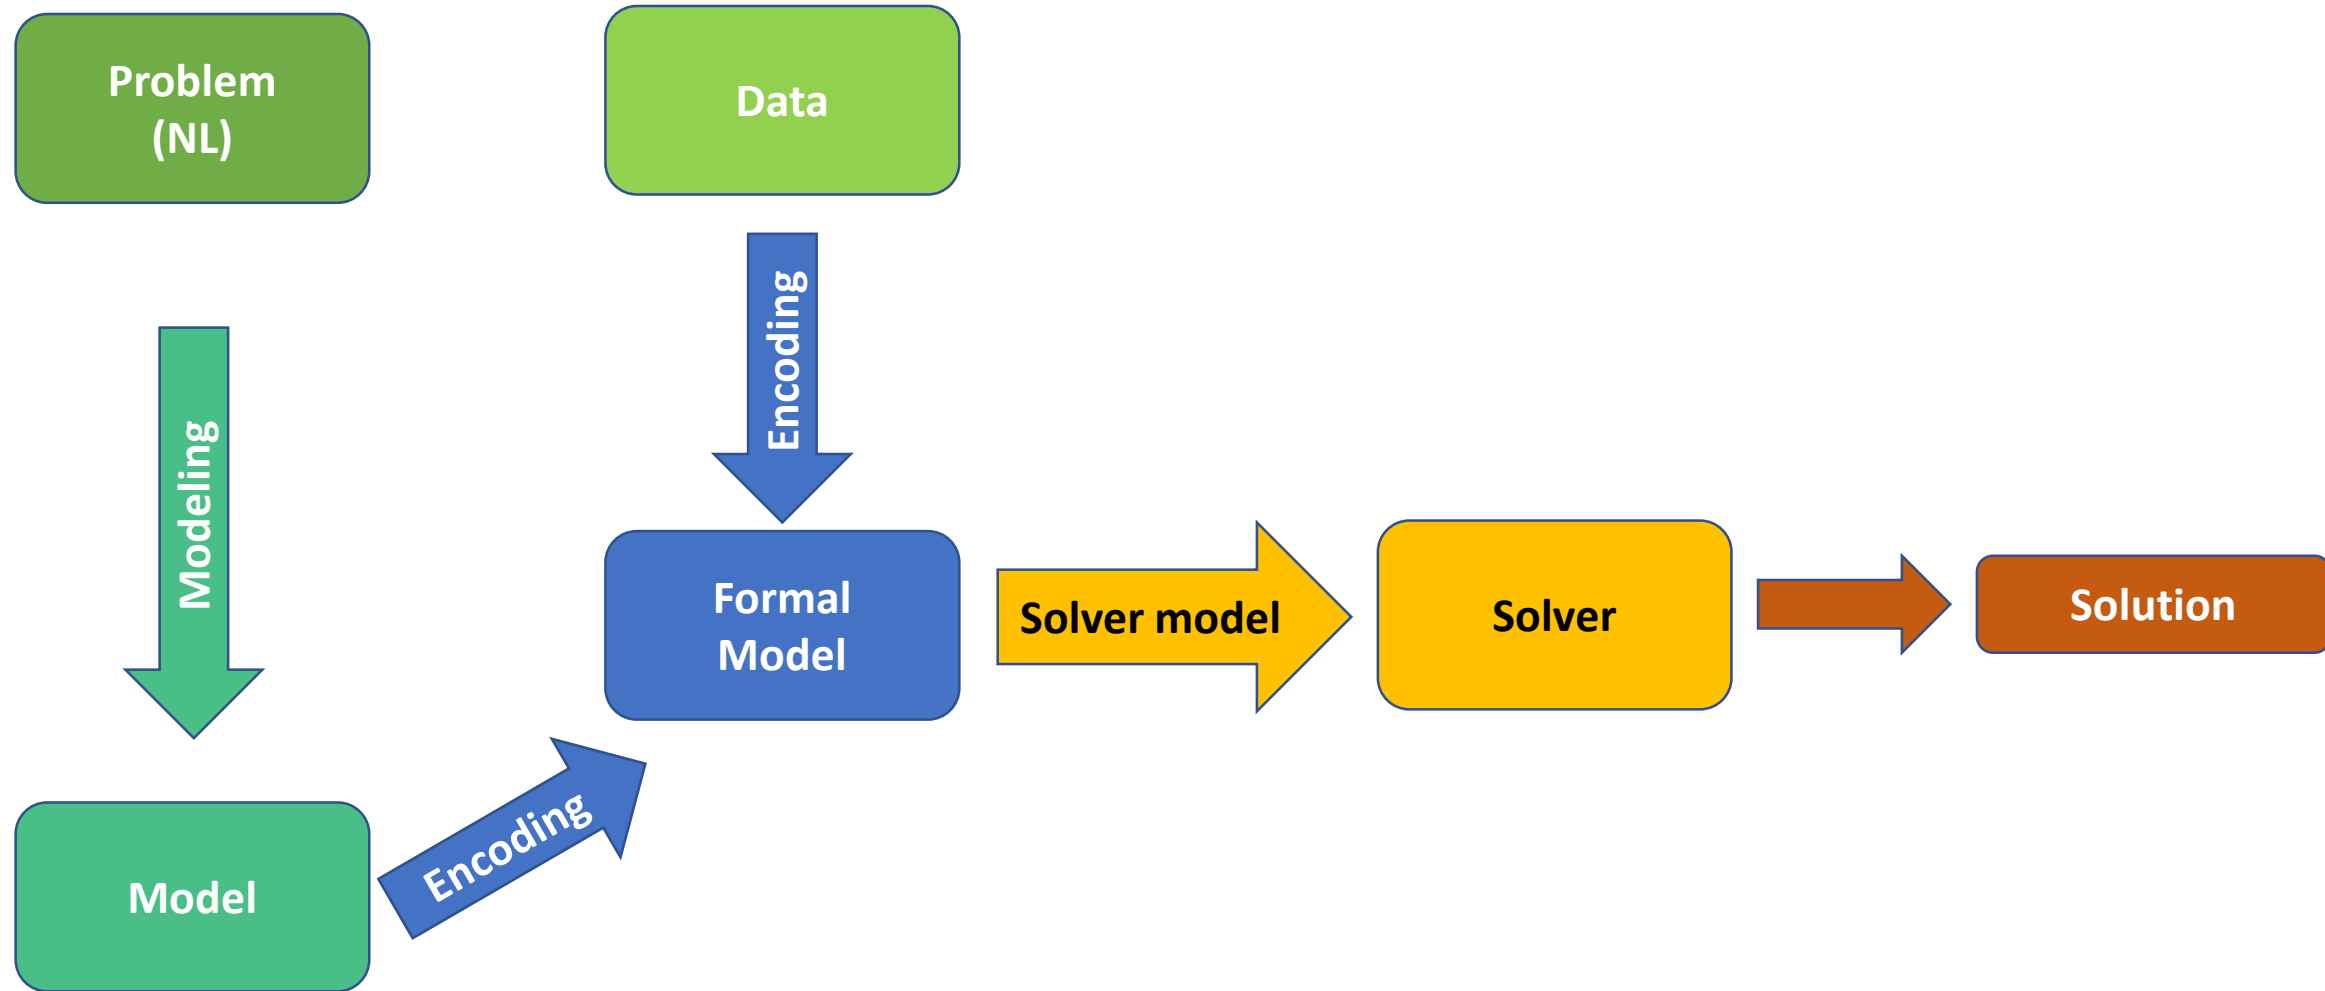 Problem
(NL)
Data
Modeling
Encoding
Formal
Model
Solver model
Solver
Solution
Encoding
Model